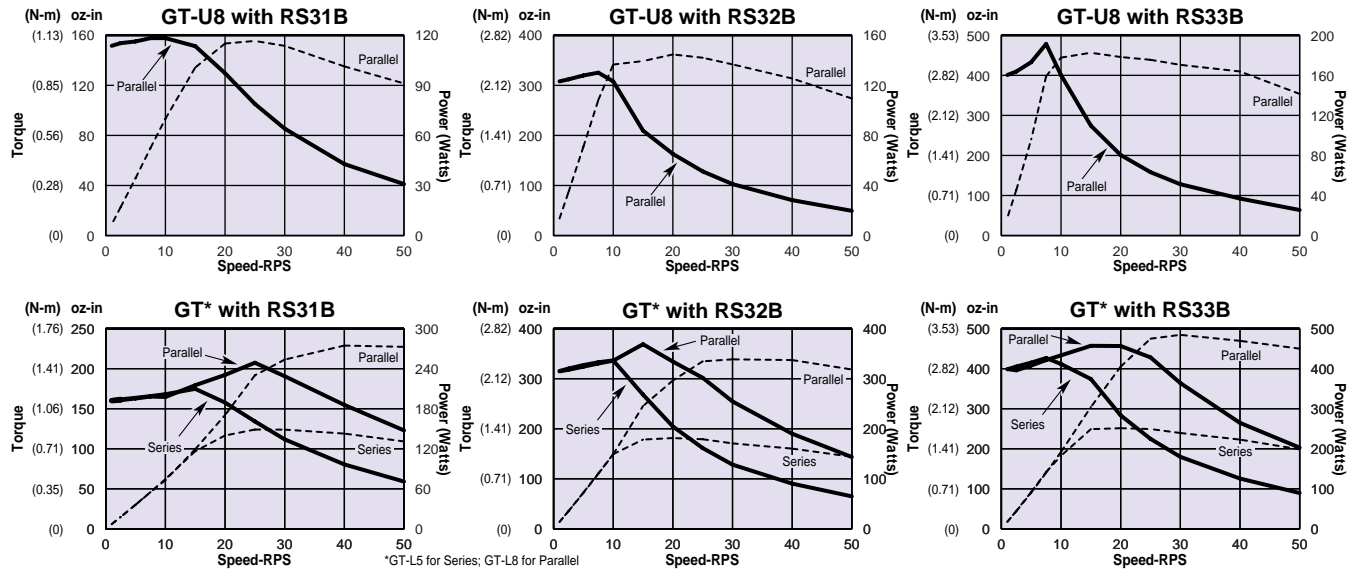 GT-U8 with RS31B
(N-m) oz-in
(1.13) 160
(0.85) 120
(0.56) 80
(0.28) 40
(0) 0
Torque
120
90
60
30
0
Power (Watts)
Parallel
Parallel
0 10 20 30 40 50
Speed-RPS
GT-U8 with RS32B
(N-m) oz-in
(2.82) 400
(2.12) 300
(1.41) 200
(0.71) 100
(0) 0
Torque
160
120
80
40
0
Power (Watts)
Parallel
Parallel
0 10 20 30 40 50
Speed-RPS
GT-U8 with RS33B
(N-m) oz-in
(3.53) 500
(2.82) 400
(2.12) 300
(1.41) 200
(0.71) 100
(0) 0
Torque
200
160
120
80
40
0
Power (Watts)
Parallel
Parallel
0 10 20 30 40 50
Speed-RPS
GT* with RS31B
(N-m) oz-in
(1.76) 250
(1.41) 200
(1.06) 150
(0.71) 100
(0.35) 50
(0) 0
Torque
300
240
180
120
60
0
Power (Watts)
Parallel
Parallel
Series
Series
0 10 20 30 40 50
Speed-RPS
GT* with RS32B
(N-m) oz-in
(2.82) 400
(2.12) 300
(1.41) 200
(0.71) 100
(0) 0
Torque
400
300
200
100
0
Power (Watts)
Parallel
Parallel
Series
Series
0 10 20 30 40 50
Speed-RPS
GT* with RS33B
(N-m) oz-in
(3.53) 500
(2.82) 400
(2.12) 300
(1.41) 200
(0.71) 100
(0) 0
Torque
500
400
300
200
100
0
Power (Watts)
Parallel
Parallel
Series
Series
0 10 20 30 40 50
Speed-RPS
*GT-L5 for Series; GT-L8 for Parallel